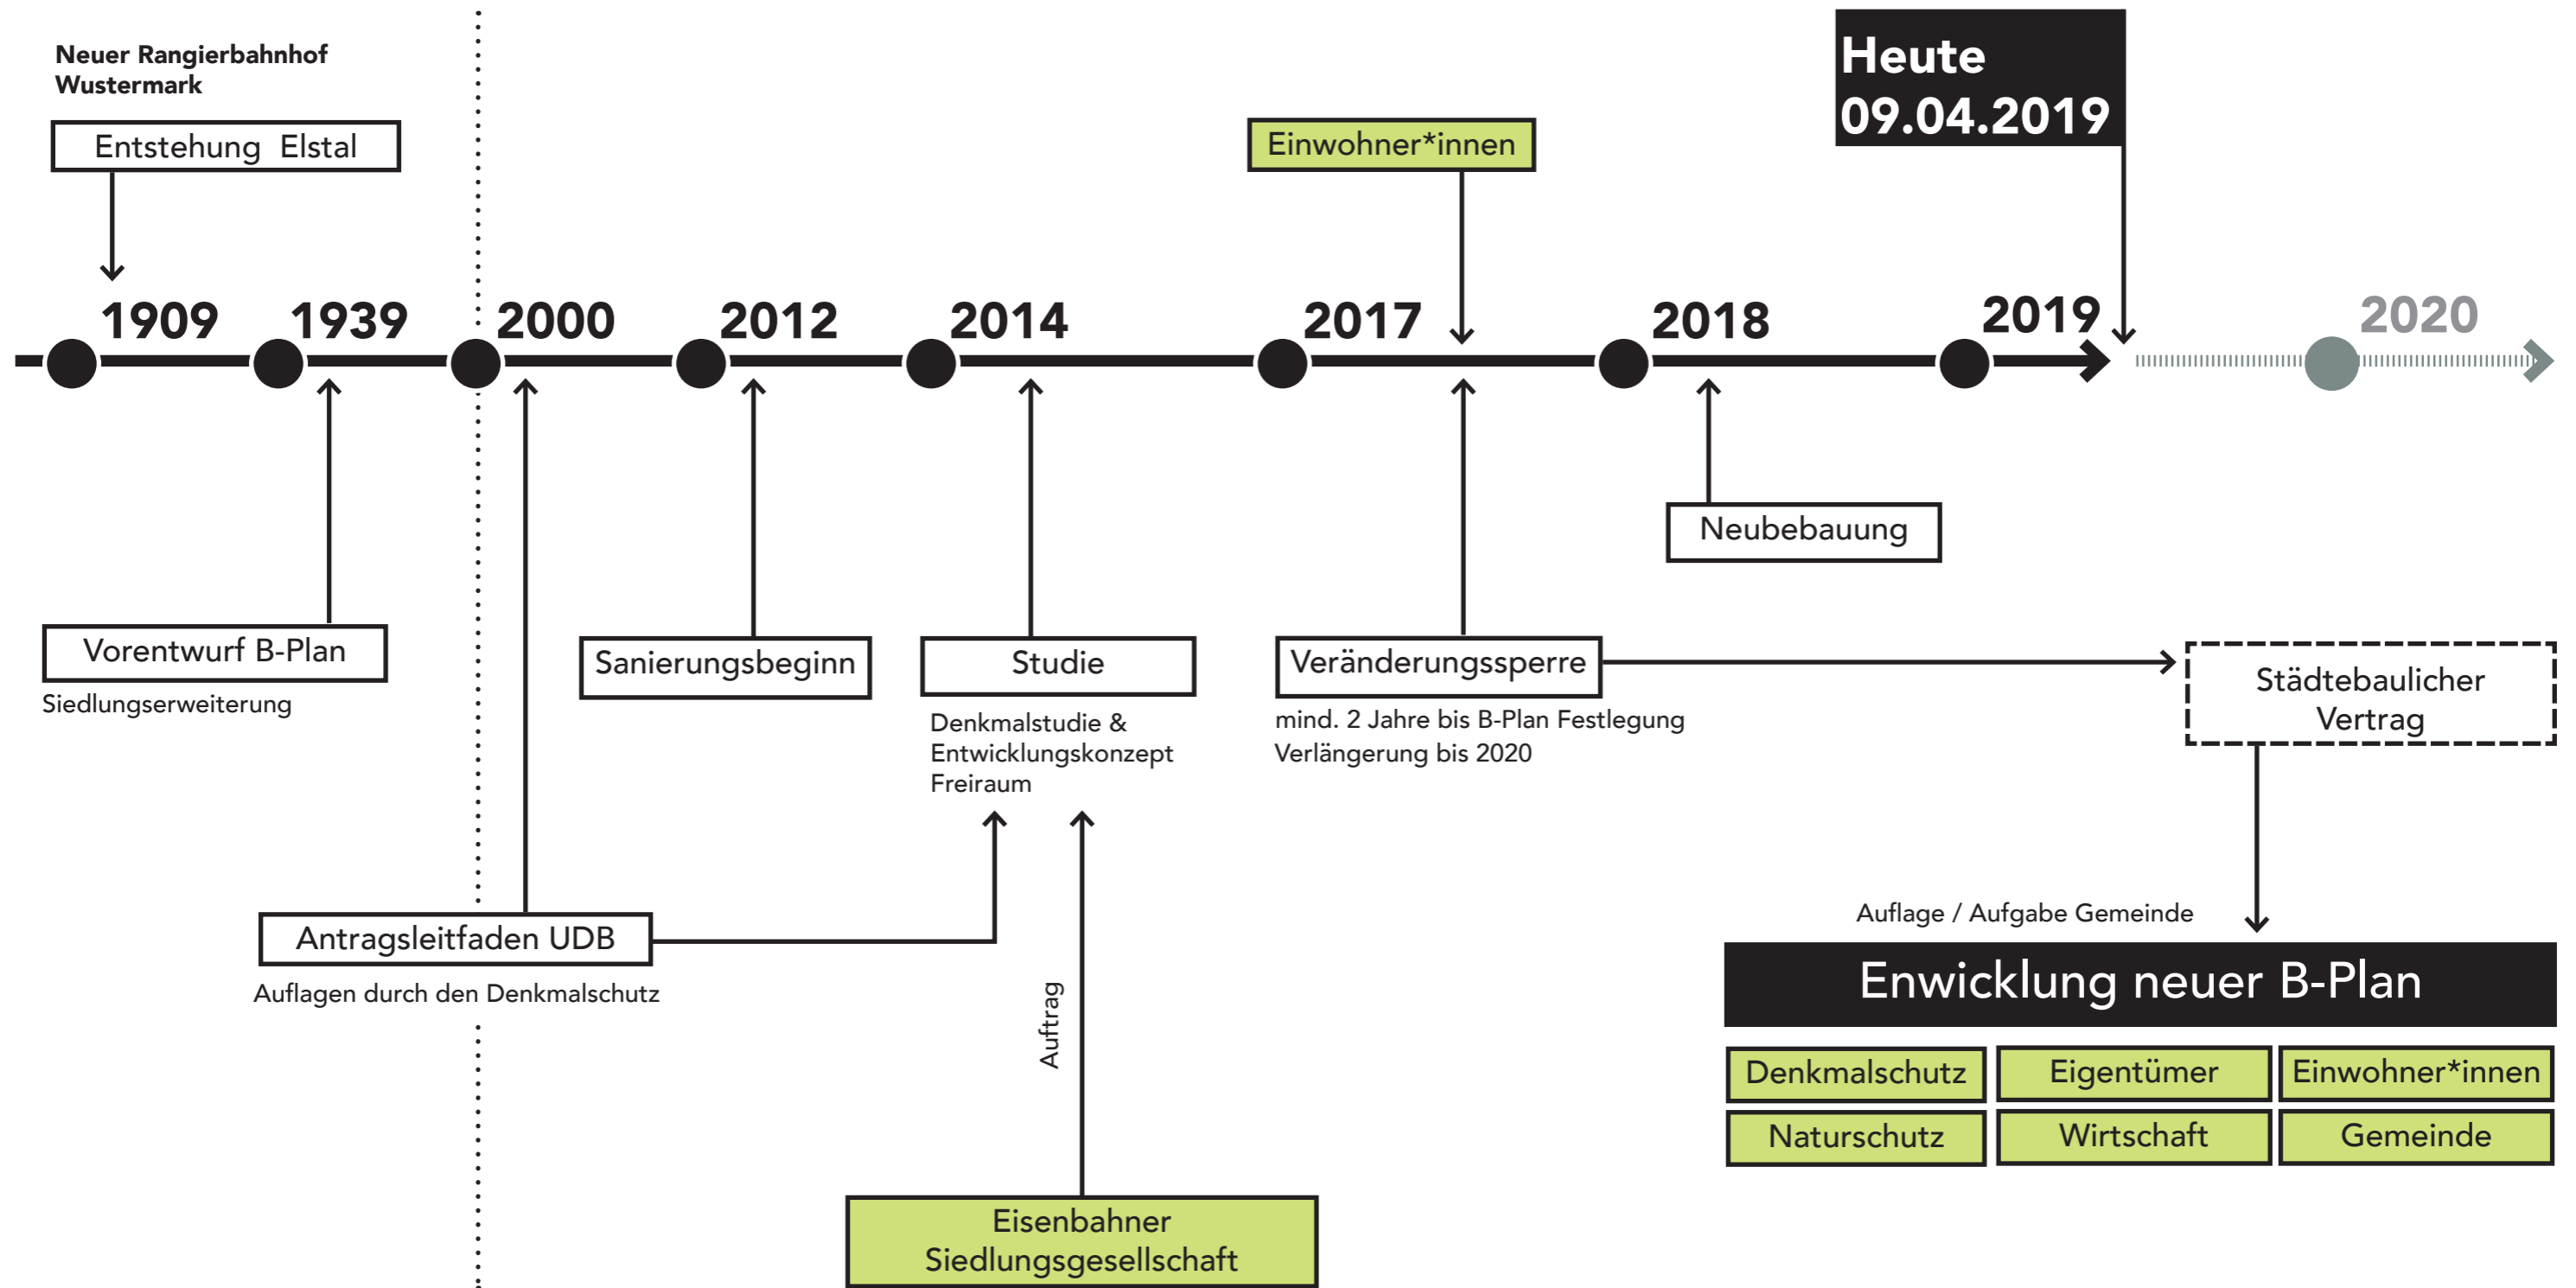 Neuer Rangierbahnhof
Wustermark
Entstehung Elstal
Heute
09.04.2019
Einwohner*innen
1909
1939
2000
2012
2014
2017
2018
2019
2020
Neubebauung
Vorentwurf B-Plan
Siedlungserweiterung
Sanierungsbeginn
Studie
Denkmalstudie &
Entwicklungskonzept
Freiraum
Veränderungssperre
mind. 2 Jahre bis B-Plan Festlegung
Verlängerung bis 2020
Städtebaulicher
Vertrag
Antragsleitfaden UDB
Auflagen durch den Denkmalschutz
Auftrag
Eisenbahner
Siedlungsgesellschaft
Auflage / Aufgabe Gemeinde
Enwicklung neuer B-Plan
Denkmalschutz
Eigentümer
Einwohner*innen
Naturschutz
Wirtschaft
Gemeinde